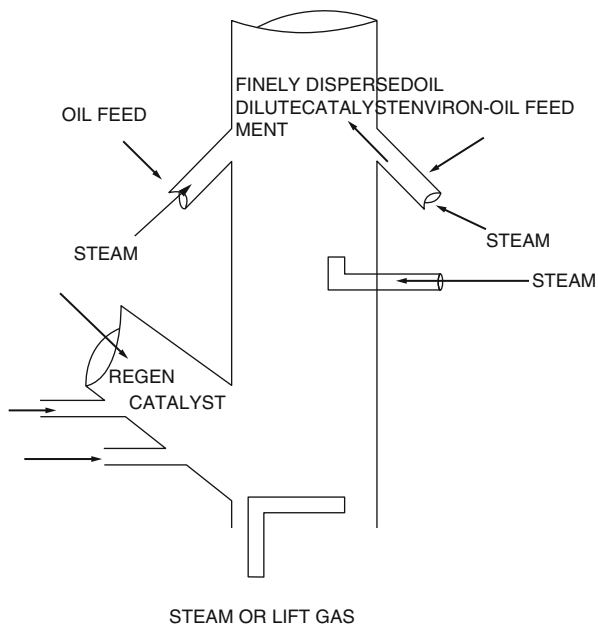 FINELY DISPERSEDOIL
DILUTECATALYSTENVIRON-OIL FEED
MENT
OIL FEED
STEAM
STEAM
STEAM
REGEN
CATALYST
STEAM OR LIFT GAS